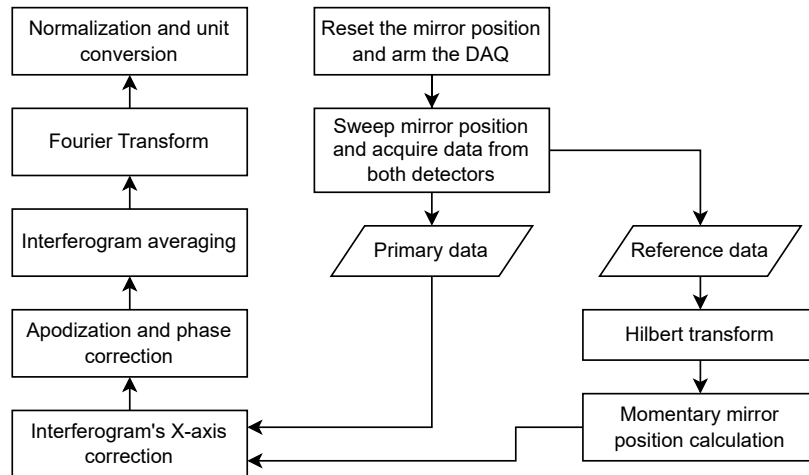 Normalization and unit
conversion
Reset the mirror position
and arm the DAQ
Fourier Transform
Sweep mirror position
and acquire data from
both detectors
Interferogram averaging
Primary data
Reference data
Apodization and phase
correction
Hilbert transform
Interferogram's X-axis
correction
Momentary mirror
position calculation